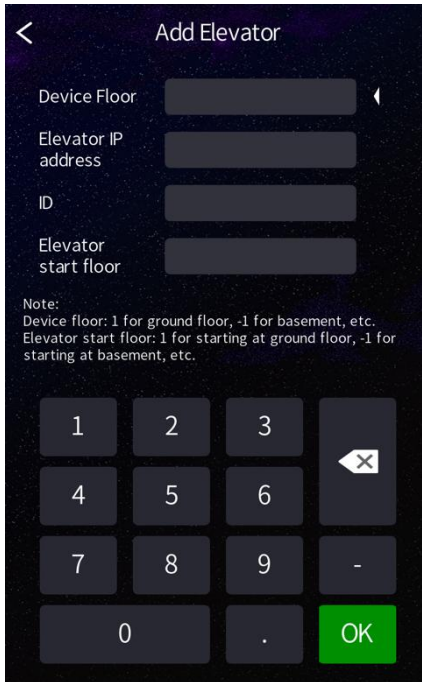 Add Elevator
Device Floor
Elevator IP
address
ID
Elevator
start floor
Note:
Device floor: 1 for ground floor, -1 for basement, etc.
Elevator start floor: 1 for starting at ground floor, -1 for
starting at basement, etc.
1 2 3
4 5 6
7 8 9 -
0 . OK